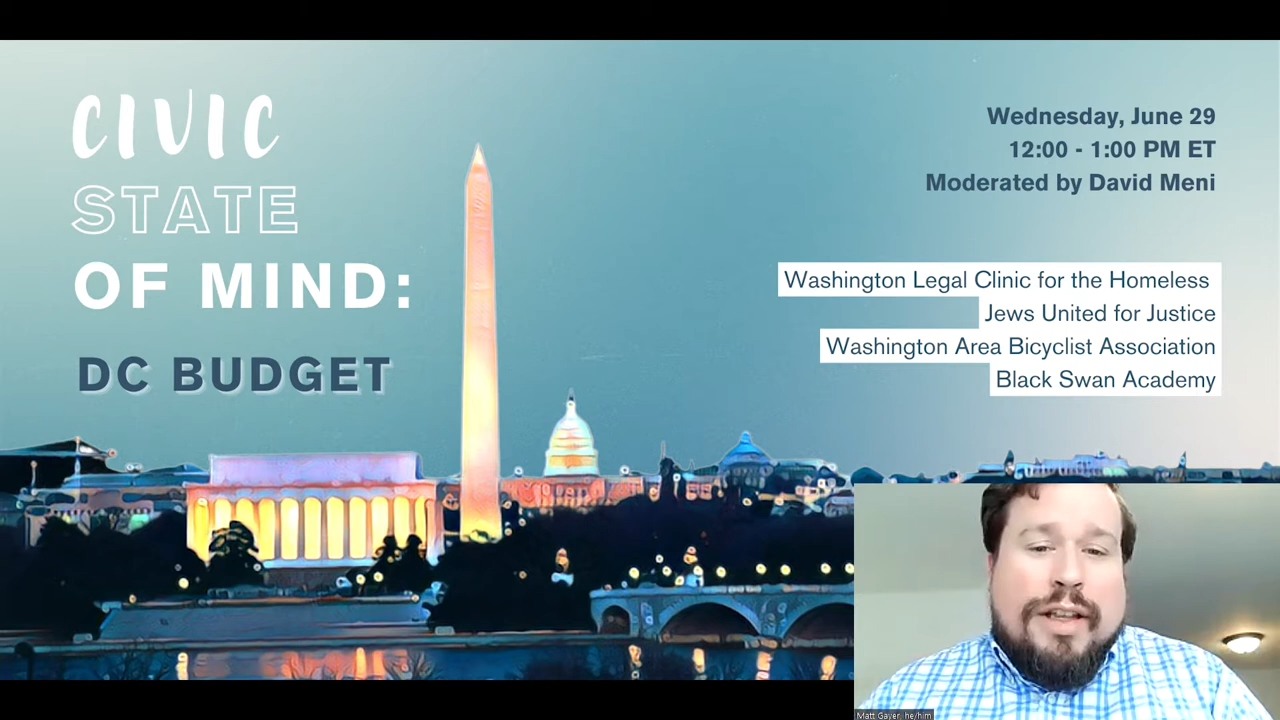 CIVIC
STATE
OF MIND:
DC BUDGET
Wednesday, June 29
12:00 - 1:00 PM ET
Moderated by David Meni
Washington Legal Clinic for the Homeless
Jews United for Justice
Washington Area Bicyclist Association
Black Swan Academy
Matt Gayer, he/him